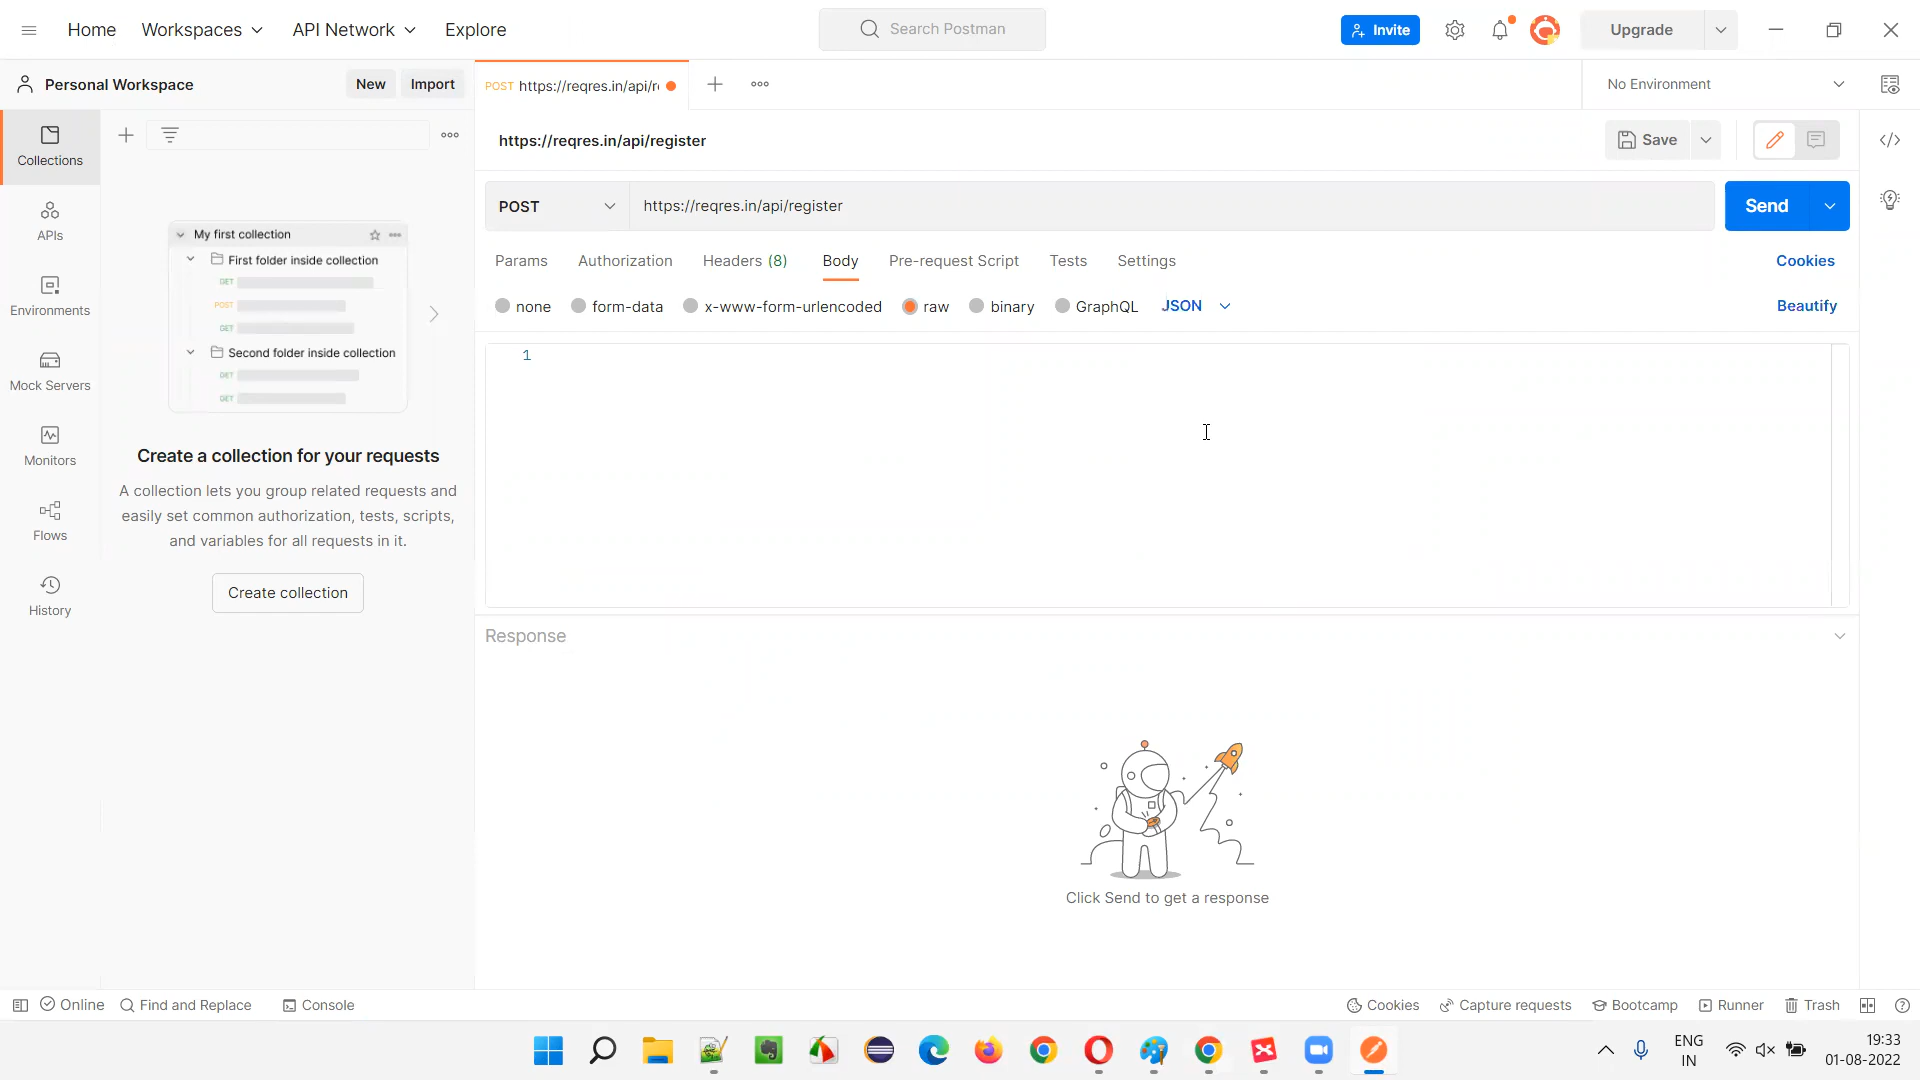 Home
Workspaces
API Network
Explore
Search Postman
Invite
Upgrade
Personal Workspace
New
Import
POST https://reqres.in/api/r
No Environment
Collections
APIs
Environments
Mock Servers
Monitors
Flows
History
My first collection
First folder inside collection
GET
POST
GET
Second folder inside collection
GET
GET
Create a collection for your requests
A collection lets you group related requests and
easily set common authorization, tests, scripts,
and variables for all requests in it.
Create collection
https://reqres.in/api/register
Save
POST
https://reqres.in/api/register
Send
Params
Authorization
Headers (8)
Body
Pre-request Script
Tests
Settings
Cookies
none
form-data
x-www-form-urlencoded
raw
binary
GraphQL
JSON
Beautify
1
Response
Click Send to get a response
Online
Find and Replace
Console
Cookies
Capture requests
Bootcamp
Runner
Trash
ENG
IN
19:33
01-08-2022